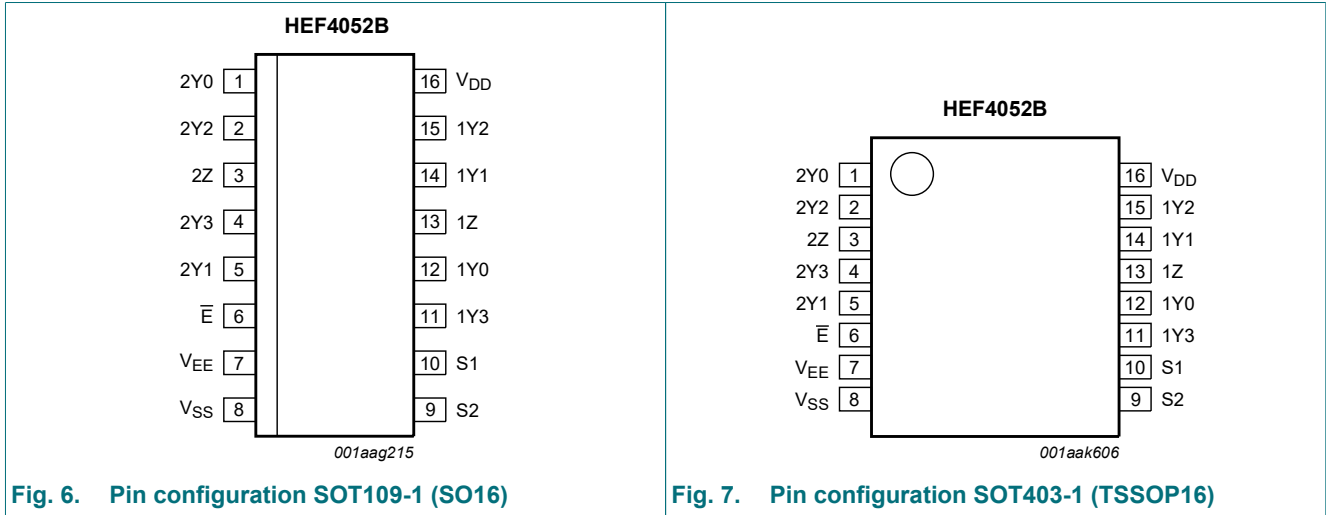 HEF4052B
2Y0 1 16 VDD
2Y2 2 15 1Y2
2Z 3 14 1Y1
2Y3 4 13 1Z
2Y1 5 12 1Y0
E̅ 6 11 1Y3
VEE 7 10 S1
VSS 8 9 S2
001aag215
Fig. 6. Pin configuration SOT109-1 (SO16)
HEF4052B
2Y0 1 16 VDD
2Y2 2 15 1Y2
2Z 3 14 1Y1
2Y3 4 13 1Z
2Y1 5 12 1Y0
E̅ 6 11 1Y3
VEE 7 10 S1
VSS 8 9 S2
001aak606
Fig. 7. Pin configuration SOT403-1 (TSSOP16)